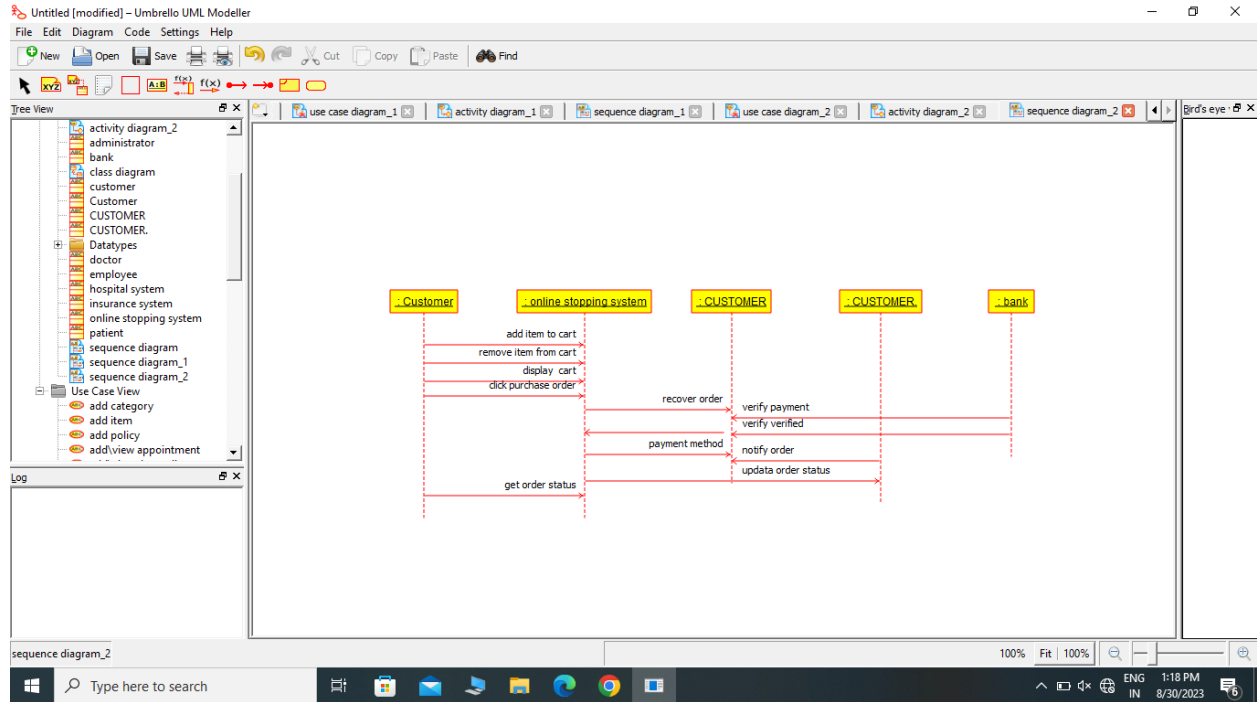 Untitled [modified] – Umbrello UML Modeller
File Edit Diagram Code Settings Help
New Open Save Cut Copy Paste Find
XYZ A:B f(x) f(x)
Tree View
use case diagram_1 activity diagram_1 sequence diagram_1 use case diagram_2 activity diagram_2 sequence diagram_2
Bird's eye
activity diagram_2
administrator
bank
class diagram
customer
Customer
CUSTOMER
CUSTOMER.
Datatypes
doctor
employee
hospital system
insurance system
online stopping system
patient
sequence diagram
sequence diagram_1
sequence diagram_2
Use Case View
add category
add item
add policy
add\view appointment
Log
.: Customer .: online stopping system .: CUSTOMER .: CUSTOMER. .: bank
add item to cart
remove item from cart
display cart
click purchase order
recover order
verify payment
verify verified
payment method
notify order
updata order status
get order status
sequence diagram_2
100% Fit 100%
Type here to search
ENG
IN
1:18 PM
8/30/2023
6